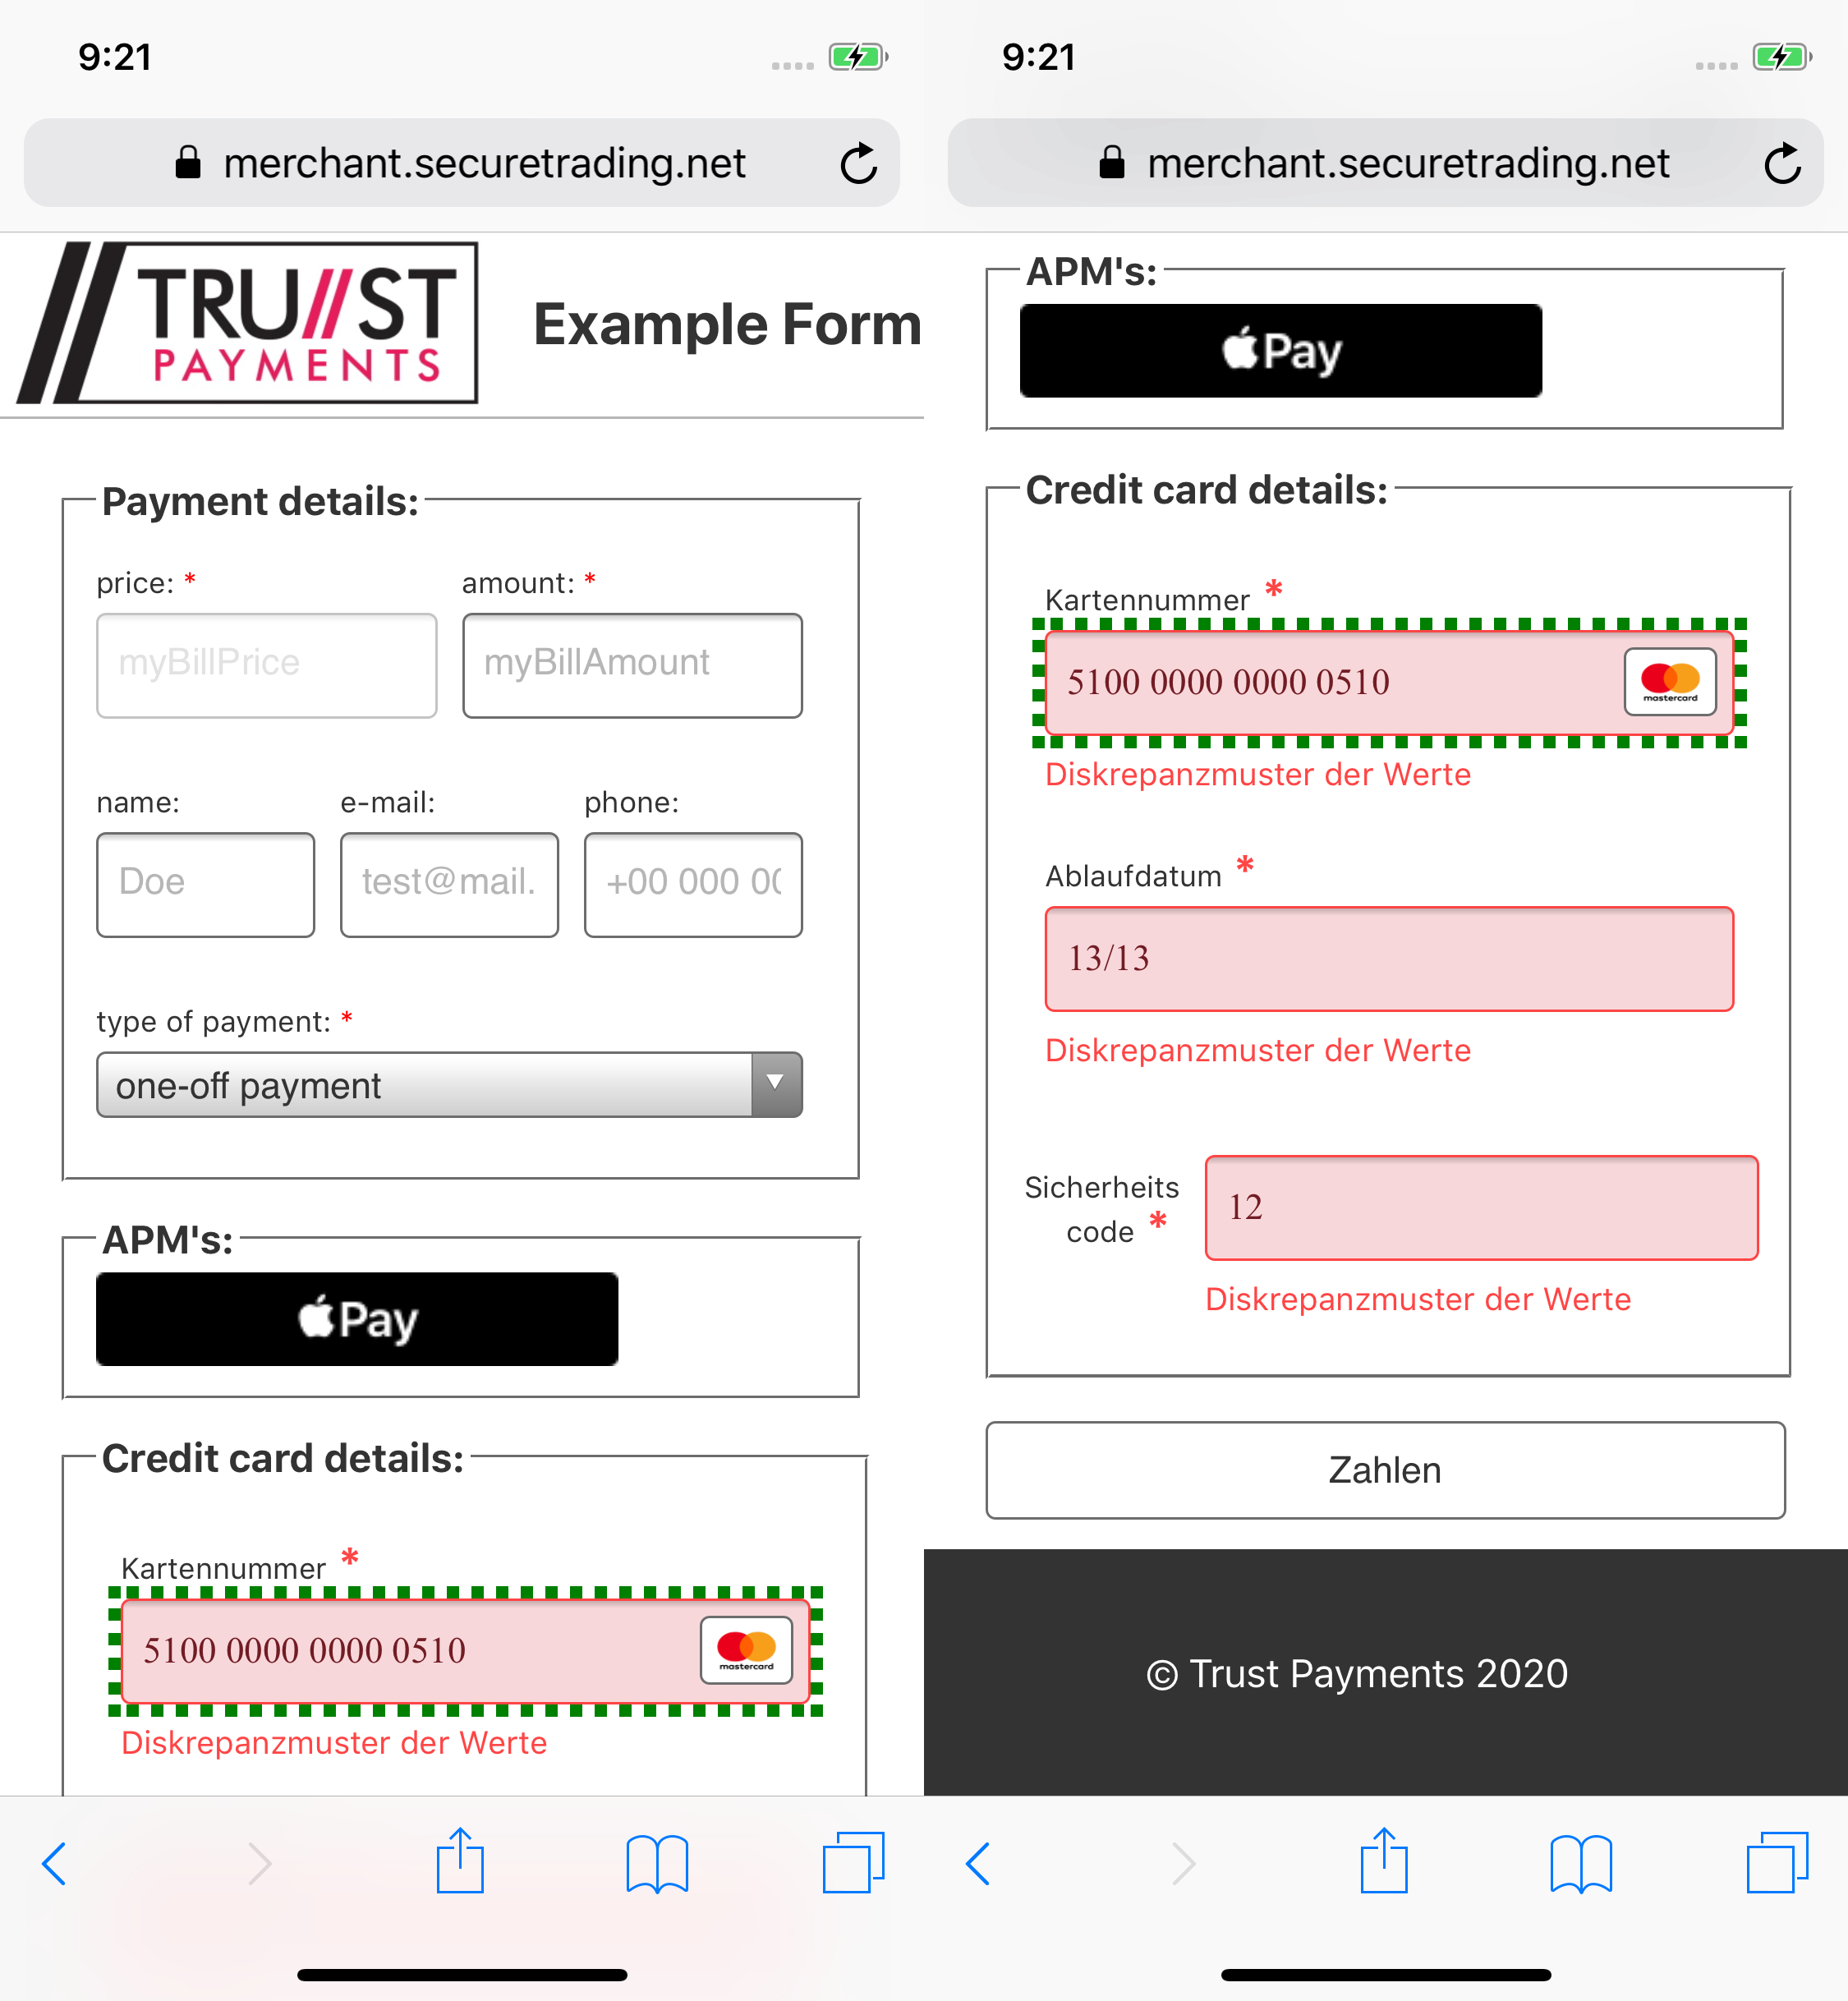 9:21
merchant.securetrading.net
TRU//ST
PAYMENTS
Example Form
Payment details:
price: * amount: *
myBillPrice myBillAmount
name: e-mail: phone:
Doe test@mail. +00 000 00
type of payment: *
one-off payment
APM's:
Pay
Credit card details:
Kartennummer *
5100 0000 0000 0510 mastercard
Diskrepanzmuster der Werte
9:21
merchant.securetrading.net
APM's:
Pay
Credit card details:
Kartennummer *
5100 0000 0000 0510 mastercard
Diskrepanzmuster der Werte
Ablaufdatum *
13/13
Diskrepanzmuster der Werte
Sicherheits
code *
12
Diskrepanzmuster der Werte
Zahlen
© Trust Payments 2020